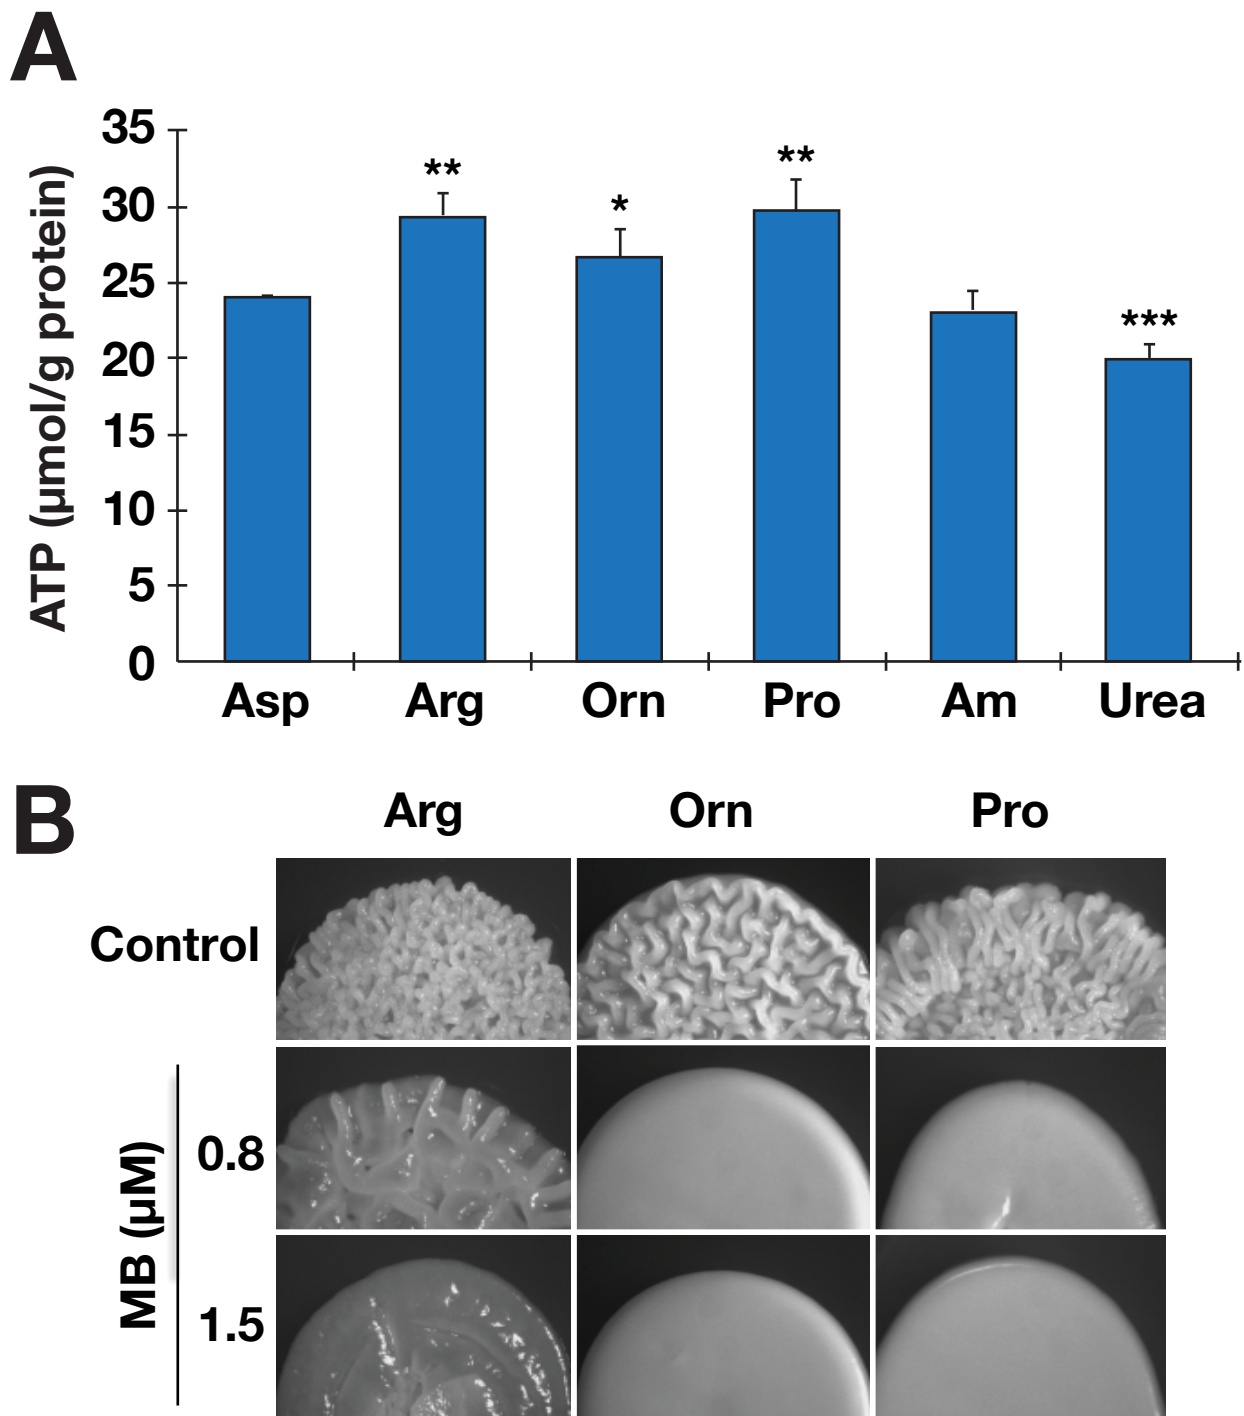 A
ATP (µmol/g protein)
35
30
25
20
15
10
5
0
**
*
**
***
Asp Arg Orn Pro Am Urea
B
Arg Orn Pro
Control
MB (µM)
0.8
1.5